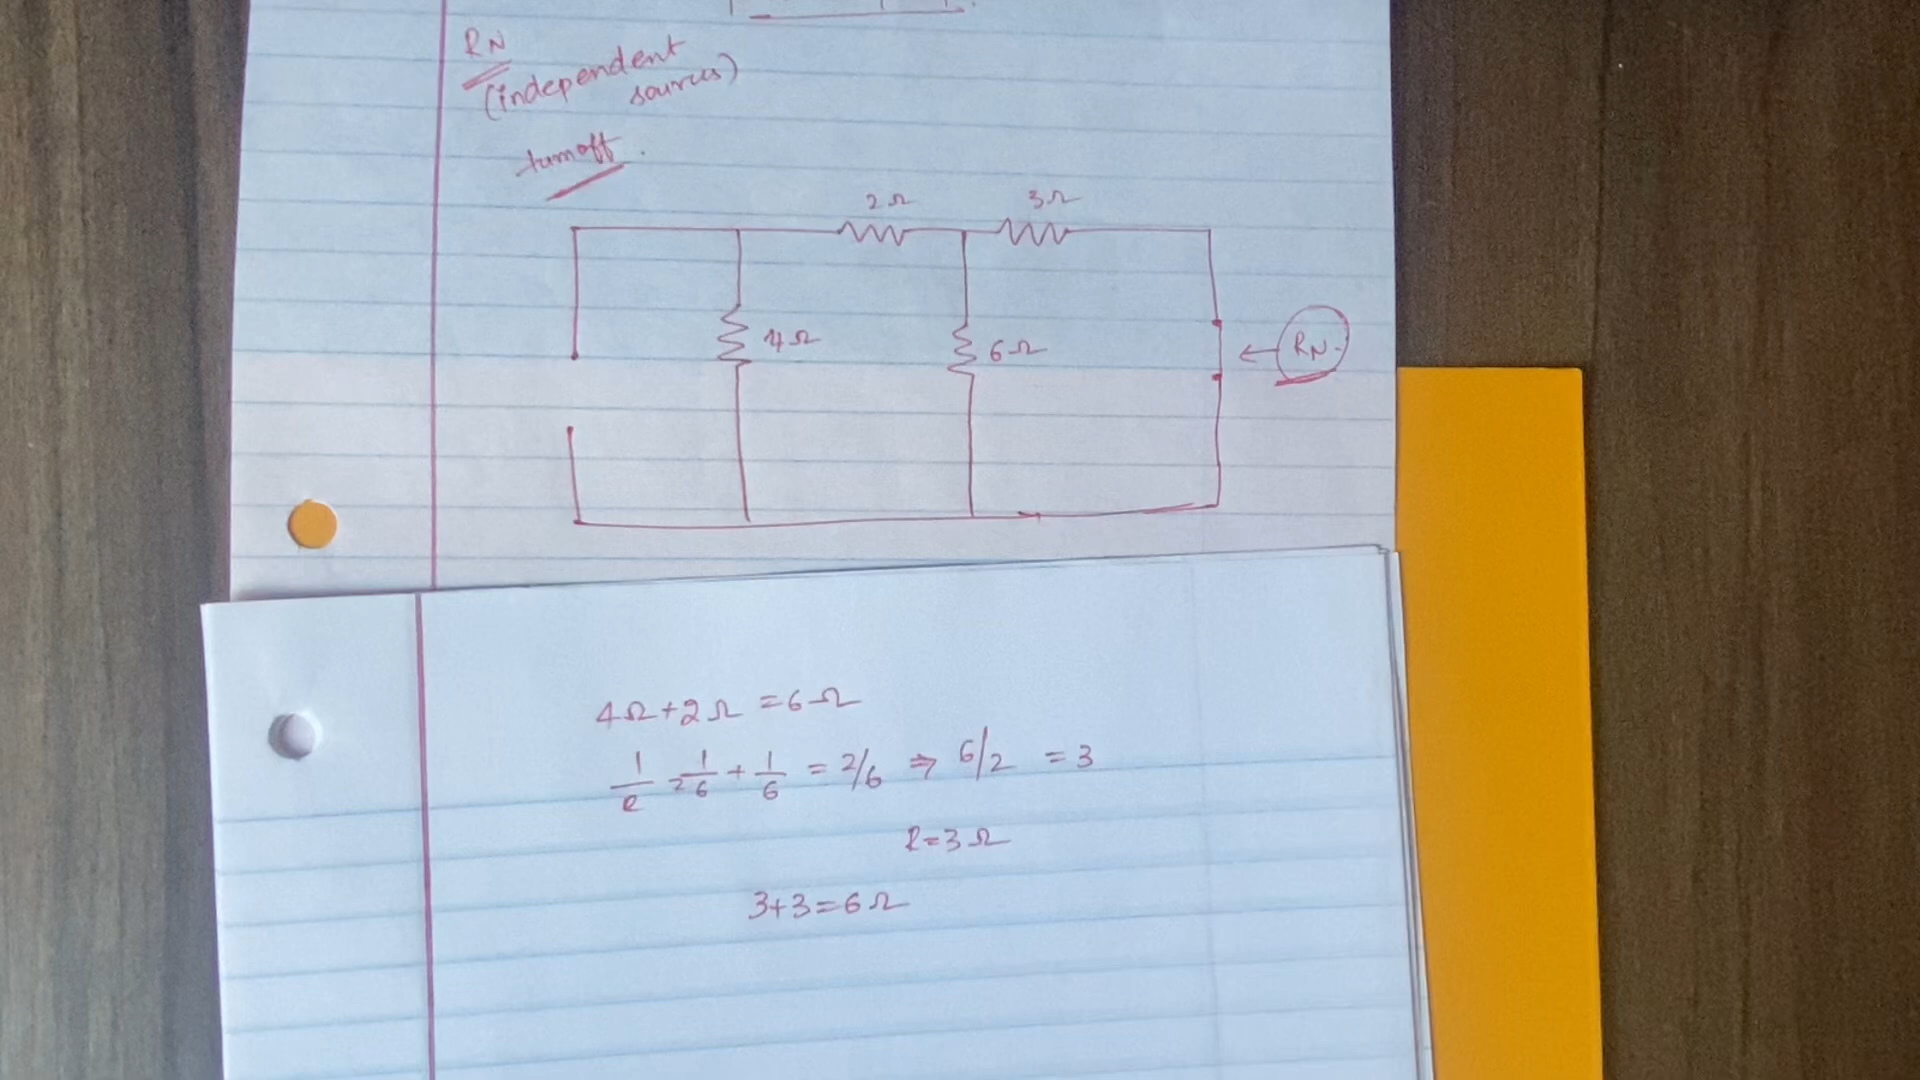 RN
(independent
sources)
turnoff.
2Ω 3Ω
4Ω 6Ω RN.
4Ω+2Ω =6Ω
1/R = 1/6 + 1/6 = 2/6 ⇒ 6/2 = 3
R=3Ω
3+3=6Ω